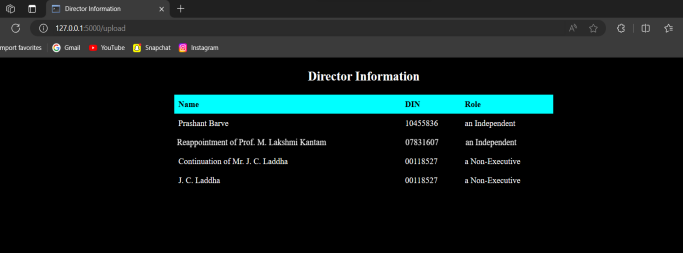 Director Information
127.0.0.1:5000/upload
mport favorites Gmail YouTube Snapchat Instagram
Director Information
Name DIN Role
Prashant Barve 10455836 an Independent
Reappointment of Prof. M. Lakshmi Kantam 07831607 an Independent
Continuation of Mr. J. C. Laddha 00118527 a Non-Executive
J. C. Laddha 00118527 a Non-Executive